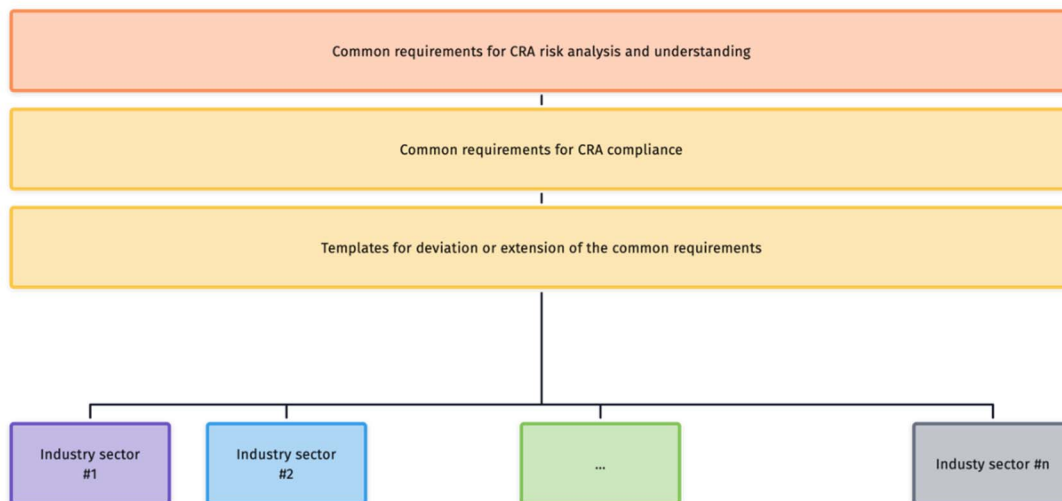 Common requirements for CRA risk analysis and understanding
Common requirements for CRA compliance
Templates for deviation or extension of the common requirements
Industry sector
#1
Industry sector
#2
...
Industy sector #n